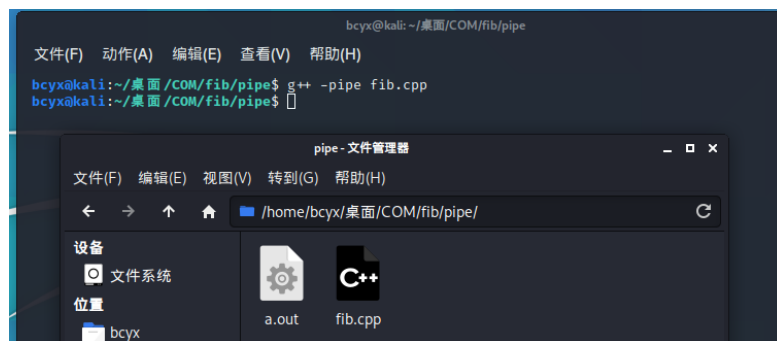 bcyx@kali: ~/桌面/COM/fib/pipe
文件(F) 动作(A) 编辑(E) 查看(V) 帮助(H)
bcyx@kali:~/桌面/COM/fib/pipe$ g++ -pipe fib.cpp
bcyx@kali:~/桌面/COM/fib/pipe$
pipe - 文件管理器
文件(F) 编辑(E) 视图(V) 转到(G) 帮助(H)
/home/bcyx/桌面/COM/fib/pipe/
设备
文件系统
位置
bcyx
C++
a.out fib.cpp